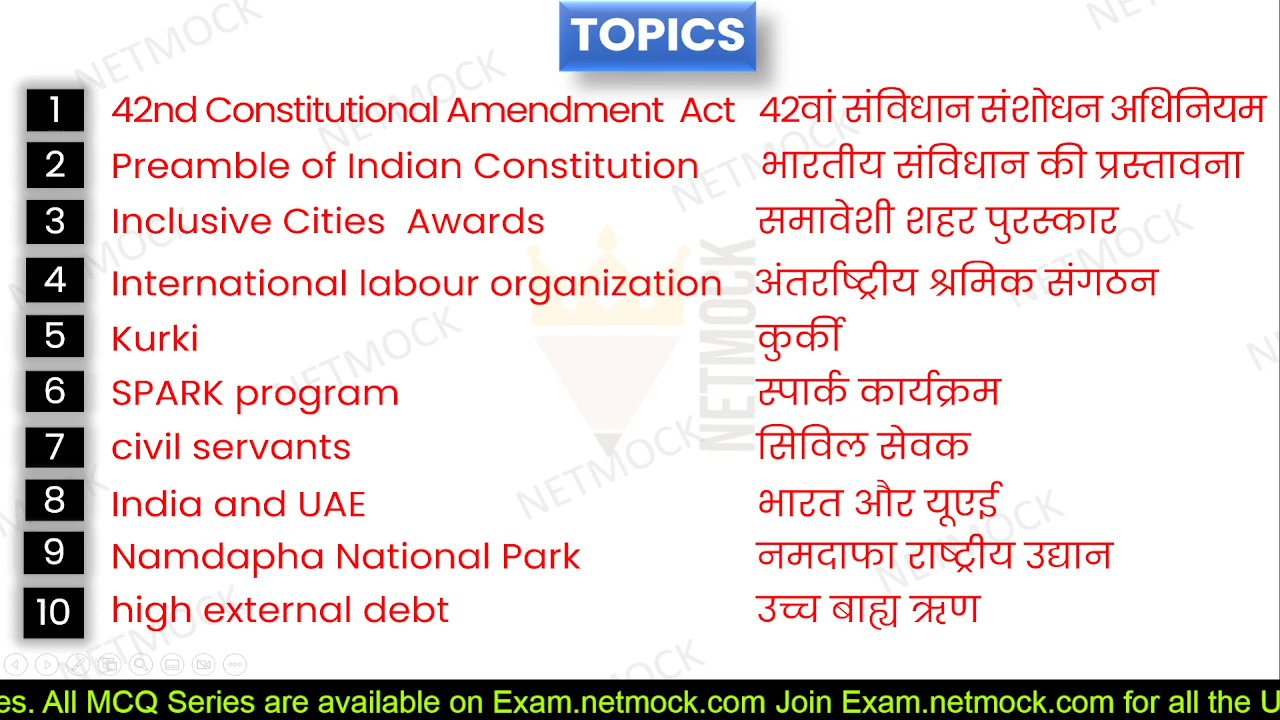 TOPICS
1 42nd Constitutional Amendment Act 42वां संविधान संशोधन अधिनियम
2 Preamble of Indian Constitution भारतीय संविधान की प्रस्तावना
3 Inclusive Cities Awards समावेशी शहर पुरस्कार
4 International labour organization अंतर्राष्ट्रीय श्रमिक संगठन
5 Kurki कुर्की
6 SPARK program स्पार्क कार्यक्रम
7 civil servants सिविल सेवक
8 India and UAE भारत और यूएई
9 Namdapha National Park नमदाफा राष्ट्रीय उद्यान
10 high external debt उच्च बाह्य ऋण
NETMOCK
es. All MCQ Series are available on Exam.netmock.com Join Exam.netmock.com for all the U